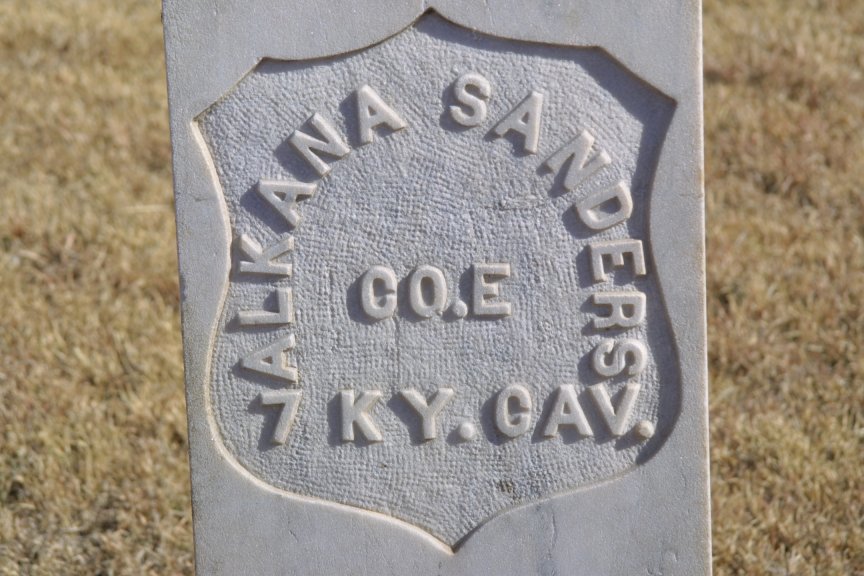 ALKANA SANDERS
CO. E
7 KY. CAV.